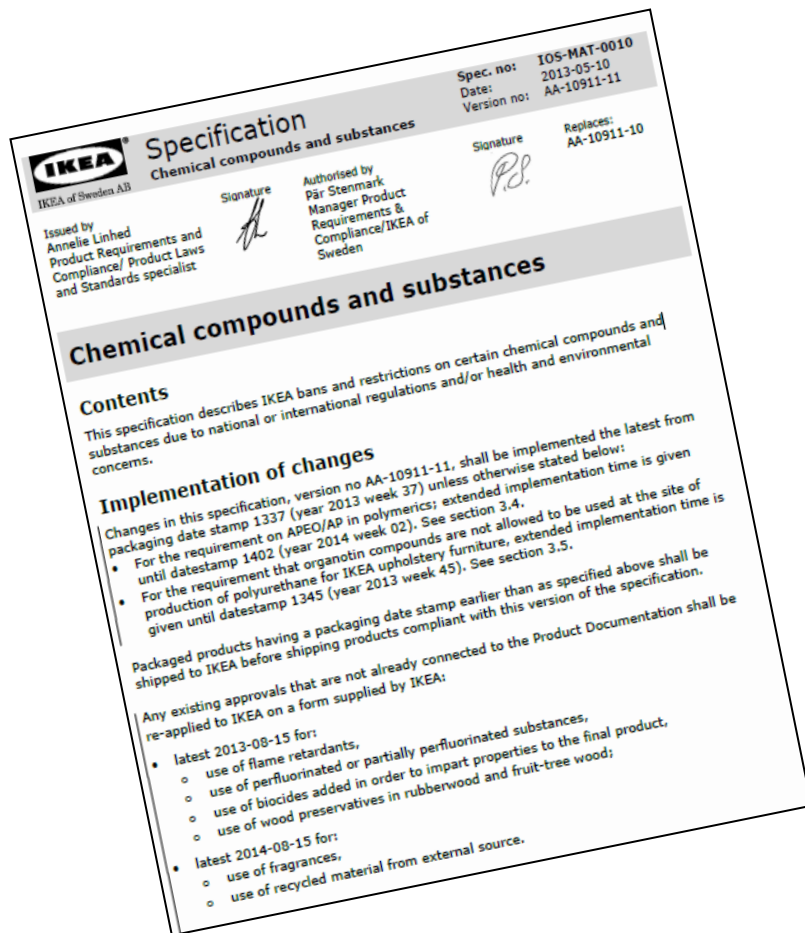 IKEA®
IKEA of Sweden AB
Specification
Chemical compounds and substances
Spec. no: IOS-MAT-0010
Date: 2013-05-10
Version no: AA-10911-11
Issued by
Annelie Linhed
Product Requirements and
Compliance/ Product Laws
and Standards specialist
Signature
Authorised by
Pär Stenmark
Manager Product
Requirements &
Compliance/IKEA of
Sweden
Signature
P.S.
Replaces:
AA-10911-10
Chemical compounds and substances
Contents
This specification describes IKEA bans and restrictions on certain chemical compounds and
substances due to national or international regulations and/or health and environmental
concerns.
Implementation of changes
Changes in this specification, version no AA-10911-11, shall be implemented the latest from
packaging date stamp 1337 (year 2013 week 37) unless otherwise stated below:
• For the requirement on APEO/AP in polymerics; extended implementation time is given
until datestamp 1402 (year 2014 week 02). See section 3.4.
• For the requirement that organotin compounds are not allowed to be used at the site of
production of polyurethane for IKEA upholstery furniture, extended implementation time is
given until datestamp 1345 (year 2013 week 45). See section 3.5.
Packaged products having a packaging date stamp earlier than as specified above shall be
shipped to IKEA before shipping products compliant with this version of the specification.
Any existing approvals that are not already connected to the Product Documentation shall be
re-applied to IKEA on a form supplied by IKEA:
• latest 2013-08-15 for:
o use of flame retardants,
o use of perfluorinated or partially perfluorinated substances,
o use of biocides added in order to impart properties to the final product,
o use of wood preservatives in rubberwood and fruit-tree wood;
• latest 2014-08-15 for:
o use of fragrances,
o use of recycled material from external source.